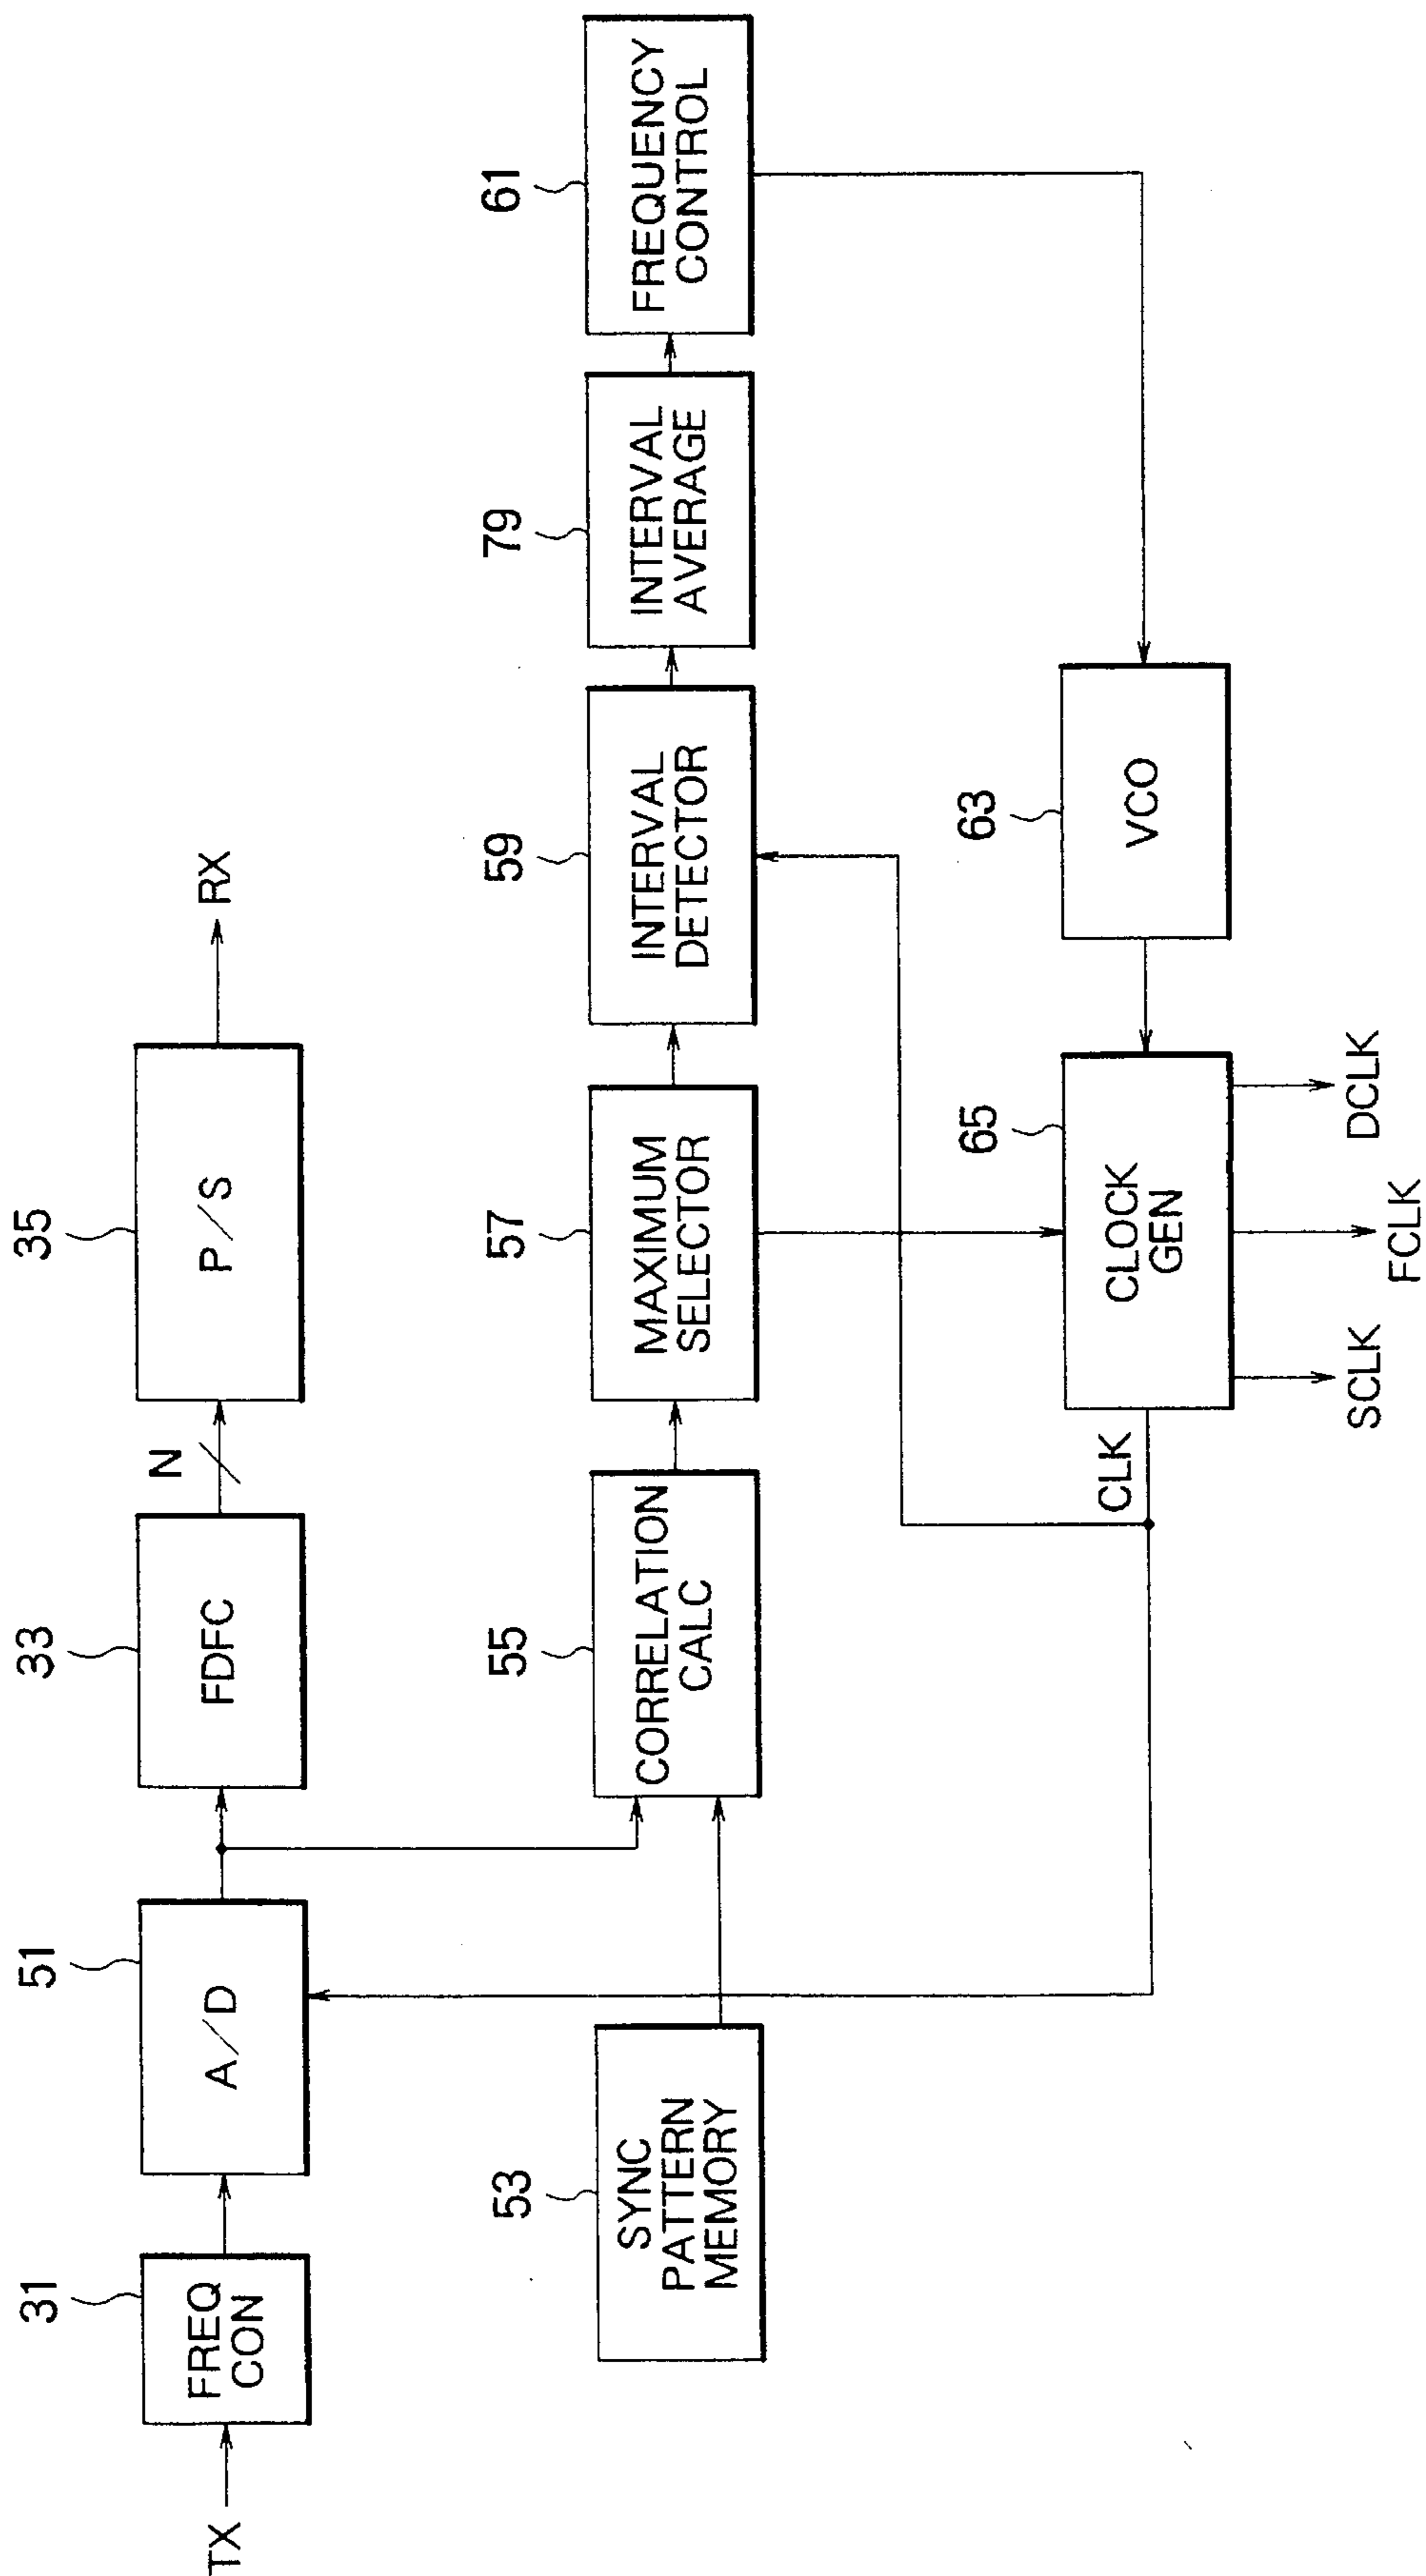 TX
31
FREQ
CON
51
A/D
33
FDFC
N
35
P/S
RX
53
SYNC
PATTERN
MEMORY
55
CORRELATION
CALC
57
MAXIMUM
SELECTOR
59
INTERVAL
DETECTOR
79
INTERVAL
AVERAGE
61
FREQUENCY
CONTROL
CLK
65
CLOCK
GEN
63
VCO
SCLK
FCLK
DCLK